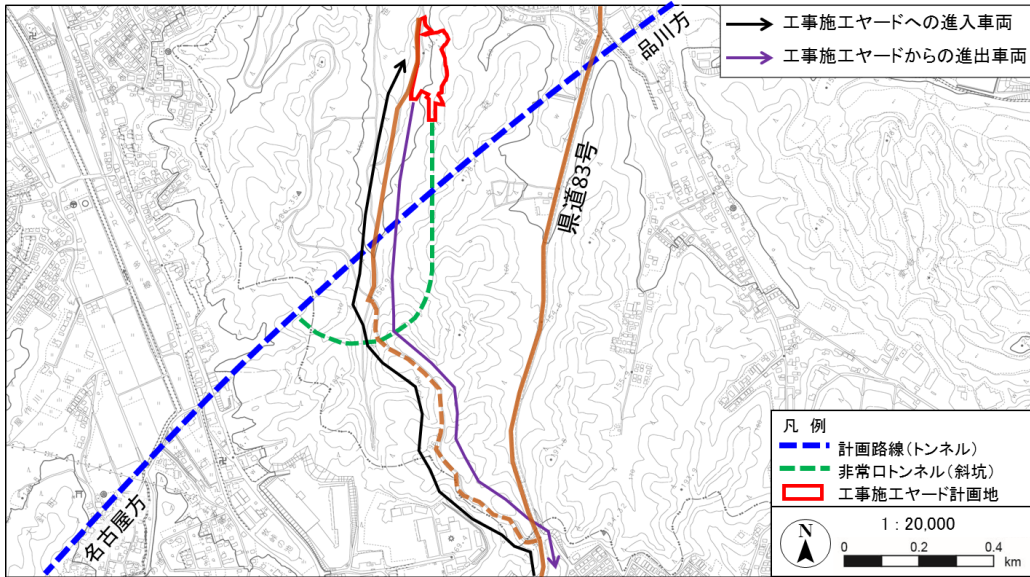 工事施工ヤードへの進入車両
工事施工ヤードからの進出車両
品川方
県道83号
名古屋方
凡 例
計画路線(トンネル)
非常口トンネル(斜坑)
工事施工ヤード計画地
N
1:20,000
0 0.2 0.4
km